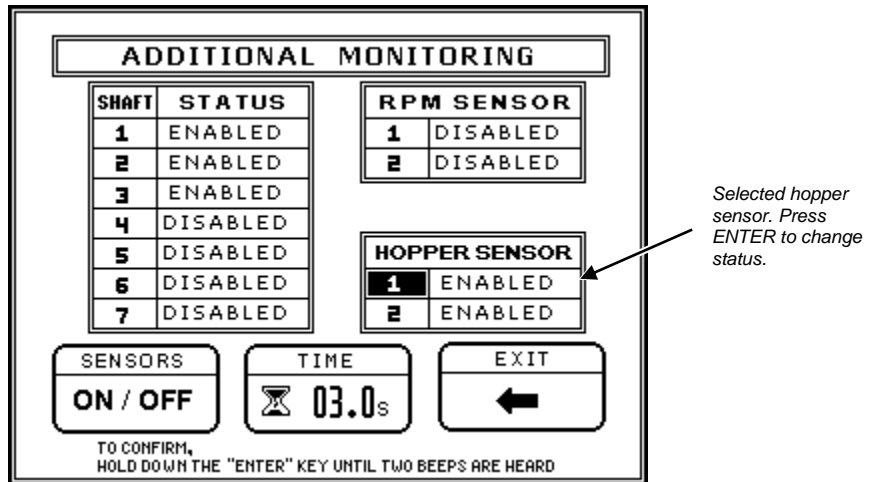 ADDITIONAL MONITORING
SHAFT STATUS
1 ENABLED
2 ENABLED
3 ENABLED
4 DISABLED
5 DISABLED
6 DISABLED
7 DISABLED
RPM SENSOR
1 DISABLED
2 DISABLED
HOPPER SENSOR
1 ENABLED
2 ENABLED
Selected hopper
sensor. Press
ENTER to change
status.
SENSORS
ON / OFF
TIME
03.0s
EXIT
TO CONFIRM,
HOLD DOWN THE "ENTER" KEY UNTIL TWO BEEPS ARE HEARD